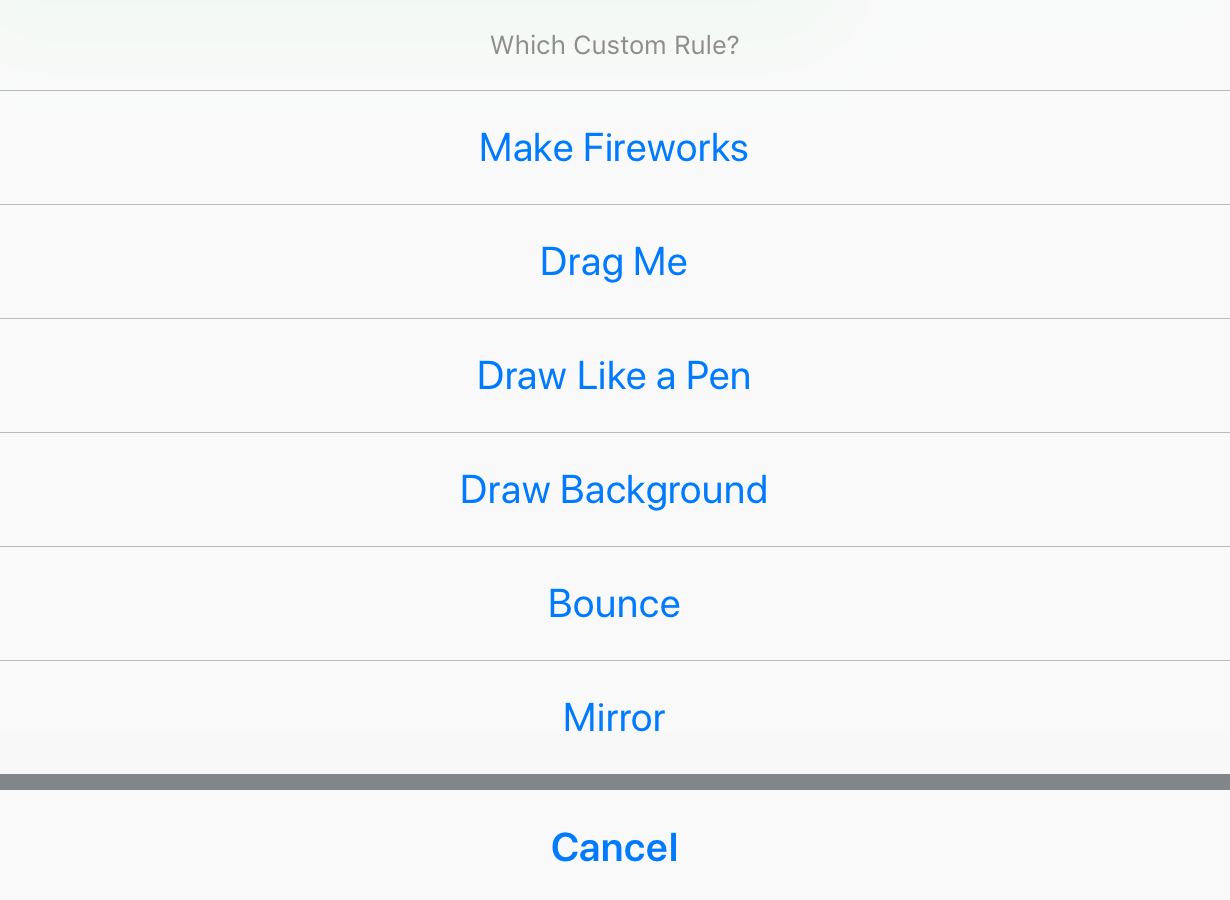 Which Custom Rule?
Make Fireworks
Drag Me
Draw Like a Pen
Draw Background
Bounce
Mirror
Cancel